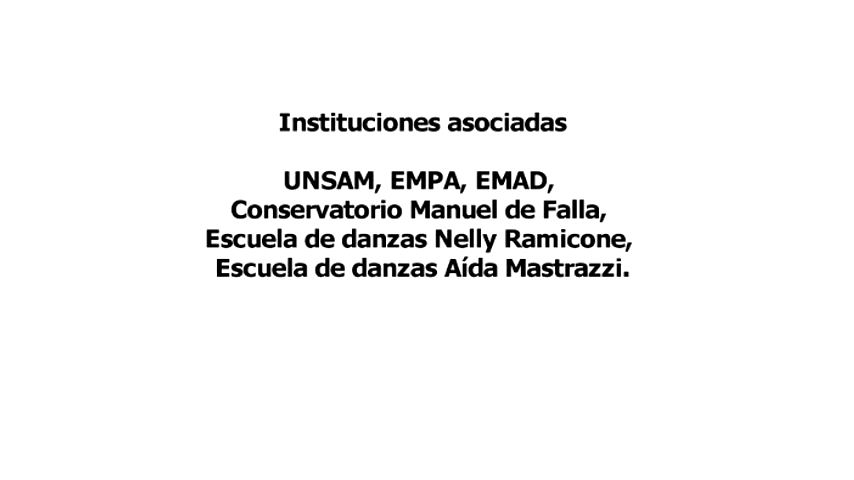 Instituciones asociadas
UNSAM, EMPA, EMAD,
Conservatorio Manuel de Falla,
Escuela de danzas Nelly Ramicone,
Escuela de danzas Aída Mastrazzi.